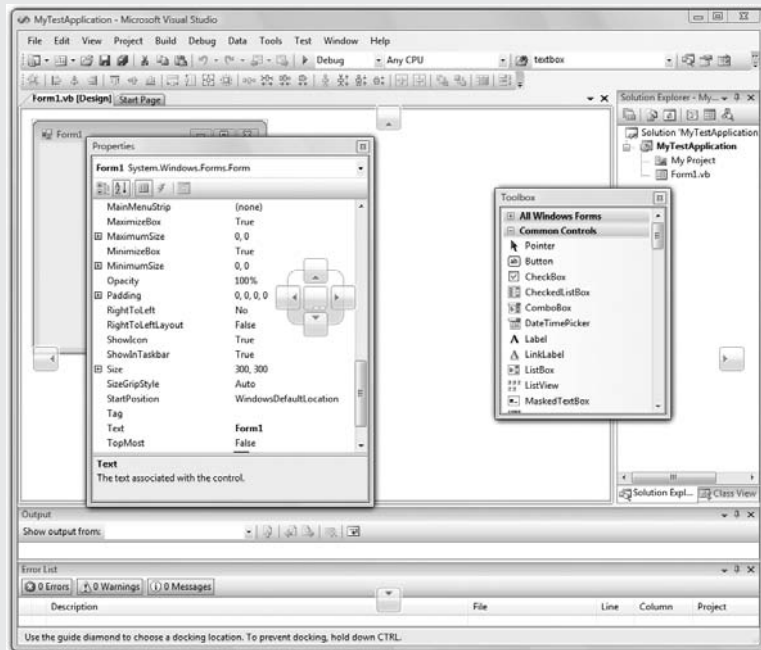 MyTestApplication - Microsoft Visual Studio
File Edit View Project Build Debug Data Tools Test Window Help
Debug Any CPU textbox
Form1.vb [Design] Start Page
Form1
Properties
Form1 System.Windows.Forms.Form
MainMenuStrip (none)
MaximizeBox True
MaximumSize 0, 0
MinimizeBox True
MinimumSize 0, 0
Opacity 100%
Padding 0, 0, 0, 0
RightToLeft No
RightToLeftLayout False
ShowIcon True
ShowInTaskbar True
Size 300, 300
SizeGripStyle Auto
StartPosition WindowsDefaultLocation
Tag
Text Form1
TopMost False
Text
The text associated with the control.
Toolbox
All Windows Forms
Common Controls
Pointer
Button
CheckBox
CheckedListBox
ComboBox
DateTimePicker
Label
LinkLabel
ListBox
ListView
MaskedTextBox
Solution Explorer - My...
Solution 'MyTestApplication
MyTestApplication
My Project
Form1.vb
Solution Expl... Class View
Output
Show output from:
Error List
0 Errors 0 Warnings 0 Messages
Description File Line Column Project
Use the guide diamond to choose a docking location. To prevent docking, hold down CTRL.